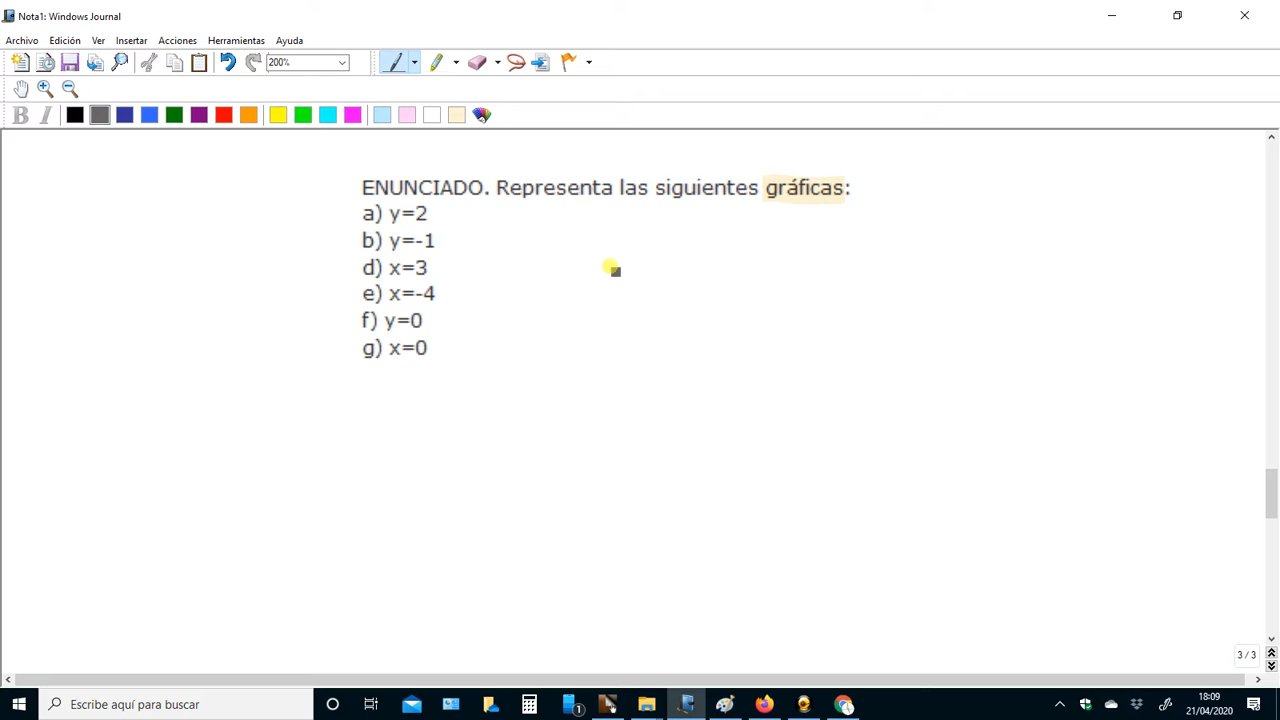 Nota1: Windows Journal
Archivo Edición Ver Insertar Acciones Herramientas Ayuda
200%
B I
ENUNCIADO. Representa las siguientes gráficas:
a) y=2
b) y=-1
d) x=3
e) x=-4
f) y=0
g) x=0
3 / 3
Escribe aquí para buscar
1
18:09
21/04/2020